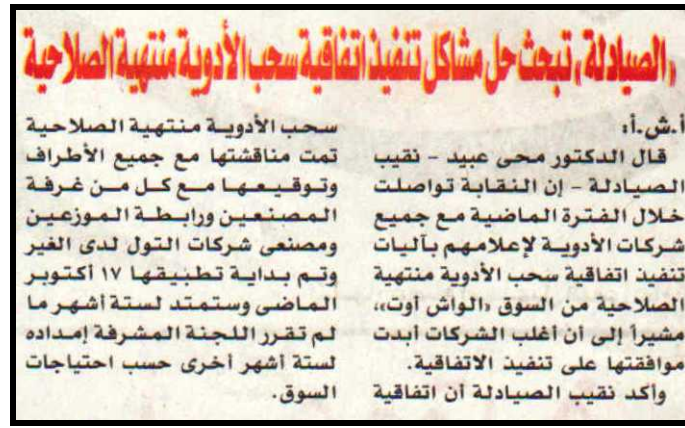 «الصيادلة» تبحث حل مشاكل تنفيذ اتفاقية سحب الأدوية منتهية الصلاحية
أ.ش.أ:
قال الدكتور محى عبيد - نقيب
الصيادلة - إن النقابة تواصلت
خلال الفترة الماضية مع جميع
شركات الأدوية لإعلامهم بآليات
تنفيذ اتفاقية سحب الأدوية منتهية
الصلاحية من السوق «الواش أوت»،
مشيراً إلى أن أغلب الشركات أبدت
موافقتها على تنفيذ الاتفاقية.
وأكد نقيب الصيادلة أن اتفاقية
سحب الأدوية منتهية الصلاحية
تمت مناقشتها مع جميع الأطراف
وتوقيعها مع كل من غرفة
المصنعين ورابطة الموزعين
ومصنعى شركات التول لدى الغير
وتم بداية تطبيقها ١٧ أكتوبر
الماضى وستمتد لستة أشهر ما
لم تقرر اللجنة المشرفة إمداده
لستة أشهر أخرى حسب احتياجات
السوق.